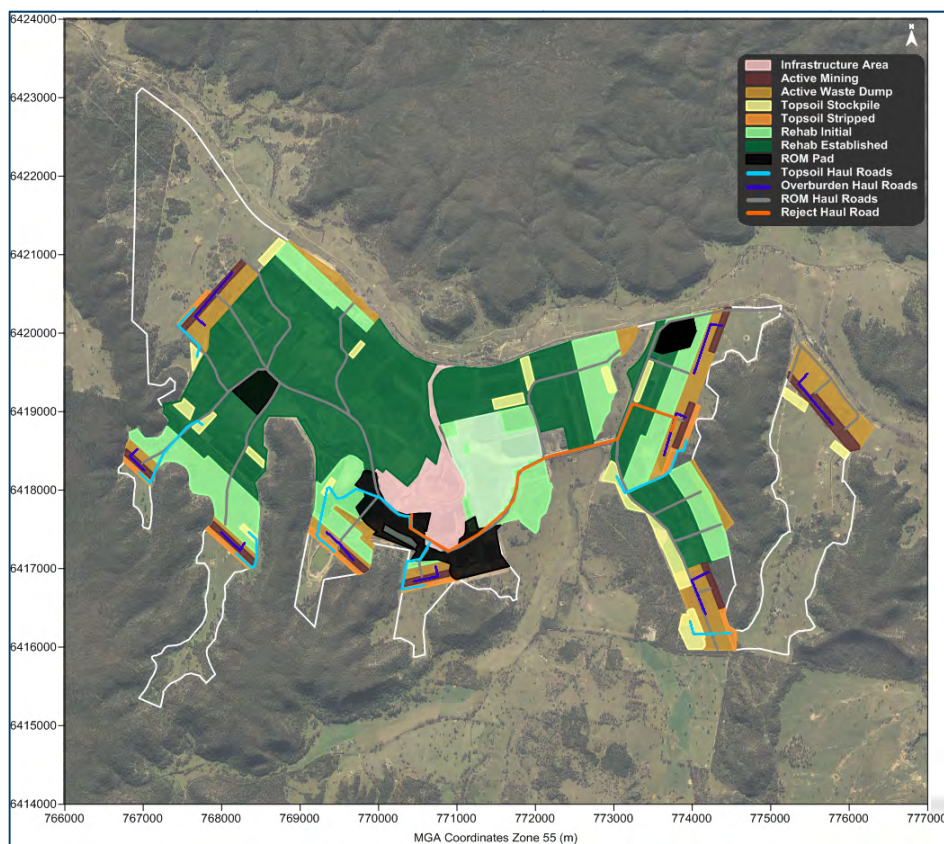 6424000
6423000
6422000
6421000
6420000
6419000
6418000
6417000
6416000
6415000
6414000
N
Infrastructure Area
Active Mining
Active Waste Dump
Topsoil Stockpile
Topsoil Stripped
Rehab Initial
Rehab Established
ROM Pad
Topsoil Haul Roads
Overburden Haul Roads
ROM Haul Roads
Reject Haul Road
766000 767000 768000 769000 770000 771000 772000 773000 774000 775000 776000 777000
MGA Coordinates Zone 55 (m)